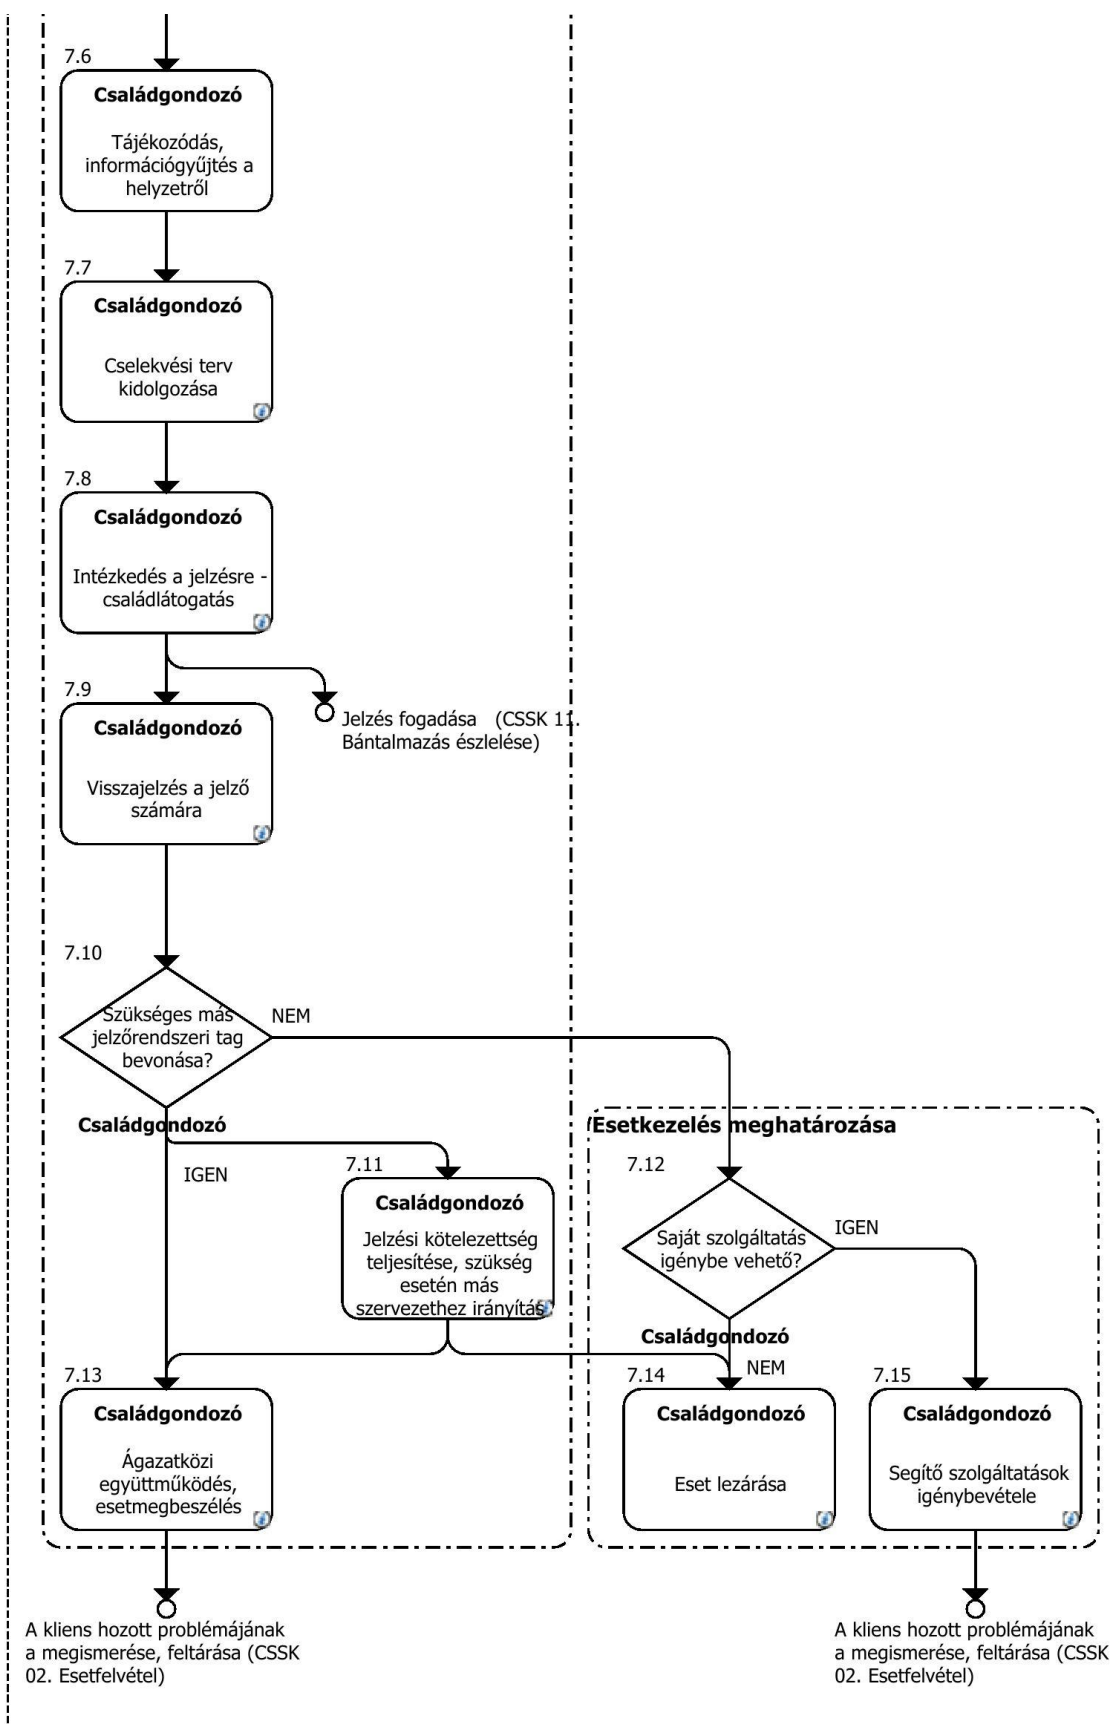 7.6
Családgondozó
Tájékozódás,
információgyűjtés a
helyzetről
7.7
Családgondozó
Cselekvési terv
kidolgozása
7.8
Családgondozó
Intézkedés a jelzésre -
családlátogatás
7.9
Családgondozó
Visszajelzés a jelző
számára
Jelzés fogadása (CSSK 11.
Bántalmazás észlelése)
7.10
Szükséges más
jelzőrendszeri tag
bevonása?
NEM
Családgondozó
IGEN
7.11
Családgondozó
Jelzési kötelezettség
teljesítése, szükség
esetén más
szervezethez irányítás
Esetkezelés meghatározása
7.12
Saját szolgáltatás
igénybe vehető?
IGEN
Családgondozó
NEM
7.13
Családgondozó
Ágazatközi
együttműködés,
esetmegbeszélés
7.14
Családgondozó
Eset lezárása
7.15
Családgondozó
Segítő szolgáltatások
igénybevétele
A kliens hozott problémájának
a megismerése, feltárása (CSSK
02. Esetfelvétel)
A kliens hozott problémájának
a megismerése, feltárása (CSSK
02. Esetfelvétel)